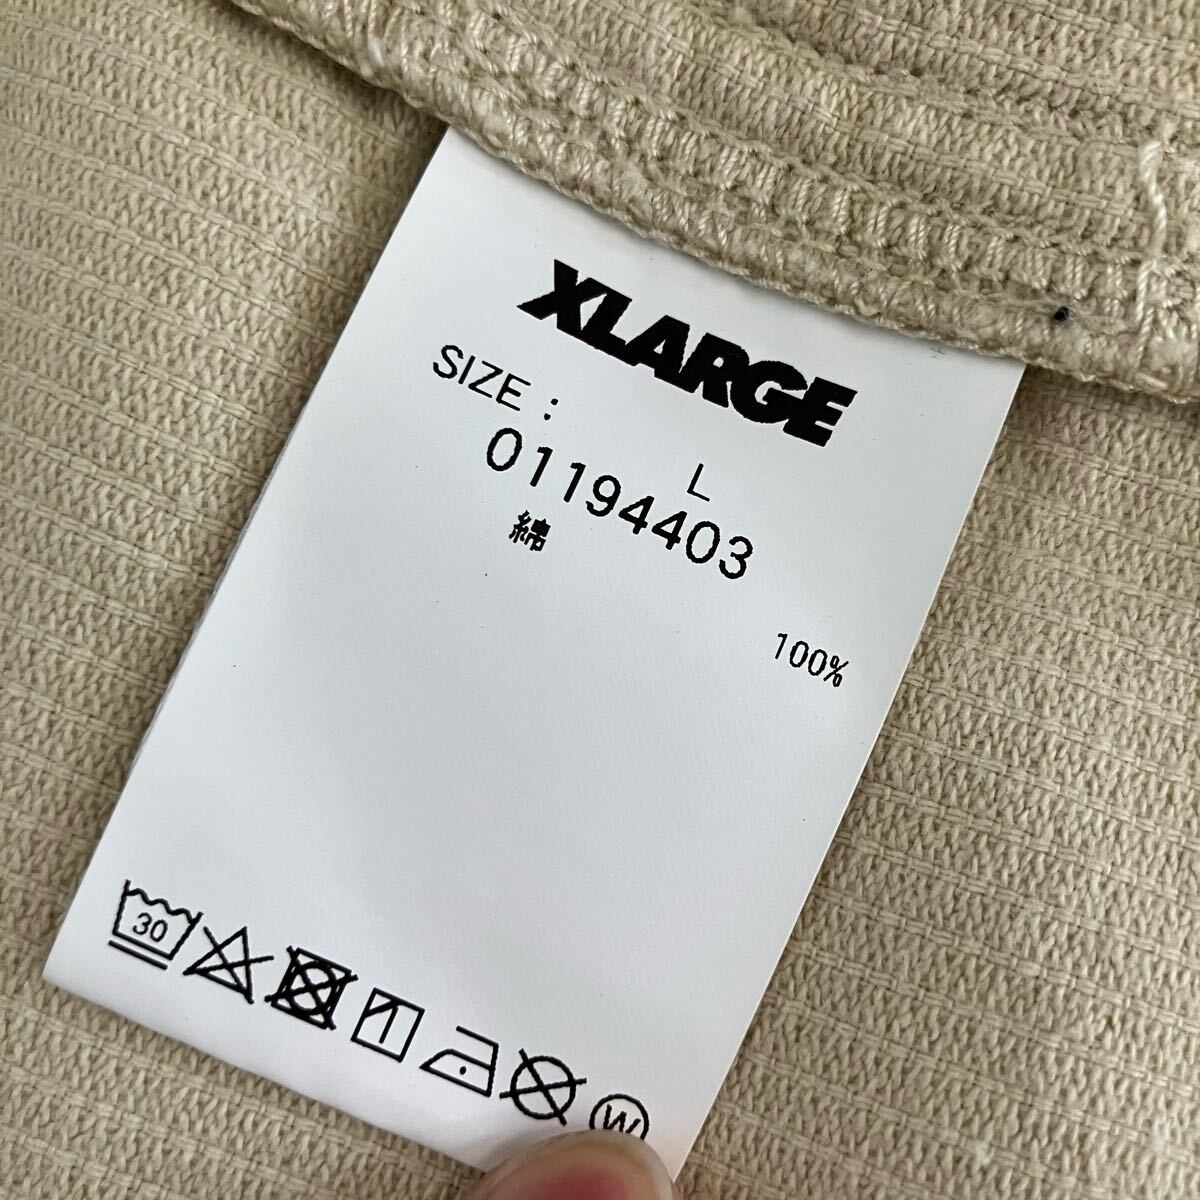 XLARGE
SIZE :
L
01194403
綿
100%
30
W